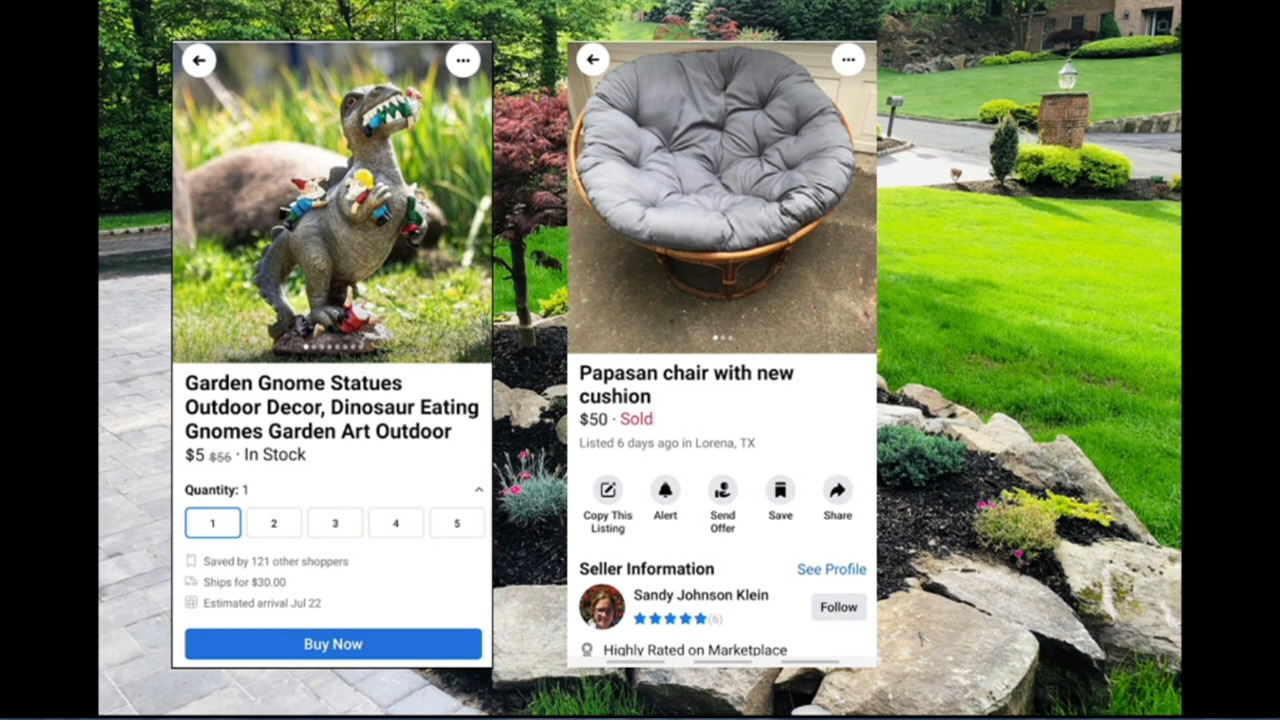 Garden Gnome Statues
Outdoor Decor, Dinosaur Eating
Gnomes Garden Art Outdoor
$5 $56 · In Stock
Quantity: 1
1 2 3 4 5
Saved by 121 other shoppers
Ships for $30.00
Estimated arrival Jul 22
Buy Now
Papasan chair with new
cushion
$50 · Sold
Listed 6 days ago in Lorena, TX
Copy This
Listing
Alert
Send
Offer
Save
Share
Seller Information See Profile
Sandy Johnson Klein
(6)
Follow
Highly Rated on Marketplace